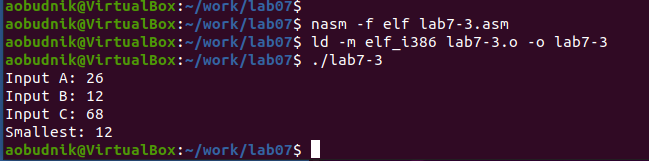 aobudnik@VirtualBox:~/work/lab07$
aobudnik@VirtualBox:~/work/lab07$ nasm -f elf lab7-3.asm
aobudnik@VirtualBox:~/work/lab07$ ld -m elf_i386 lab7-3.o -o lab7-3
aobudnik@VirtualBox:~/work/lab07$ ./lab7-3
Input A: 26
Input B: 12
Input C: 68
Smallest: 12
aobudnik@VirtualBox:~/work/lab07$